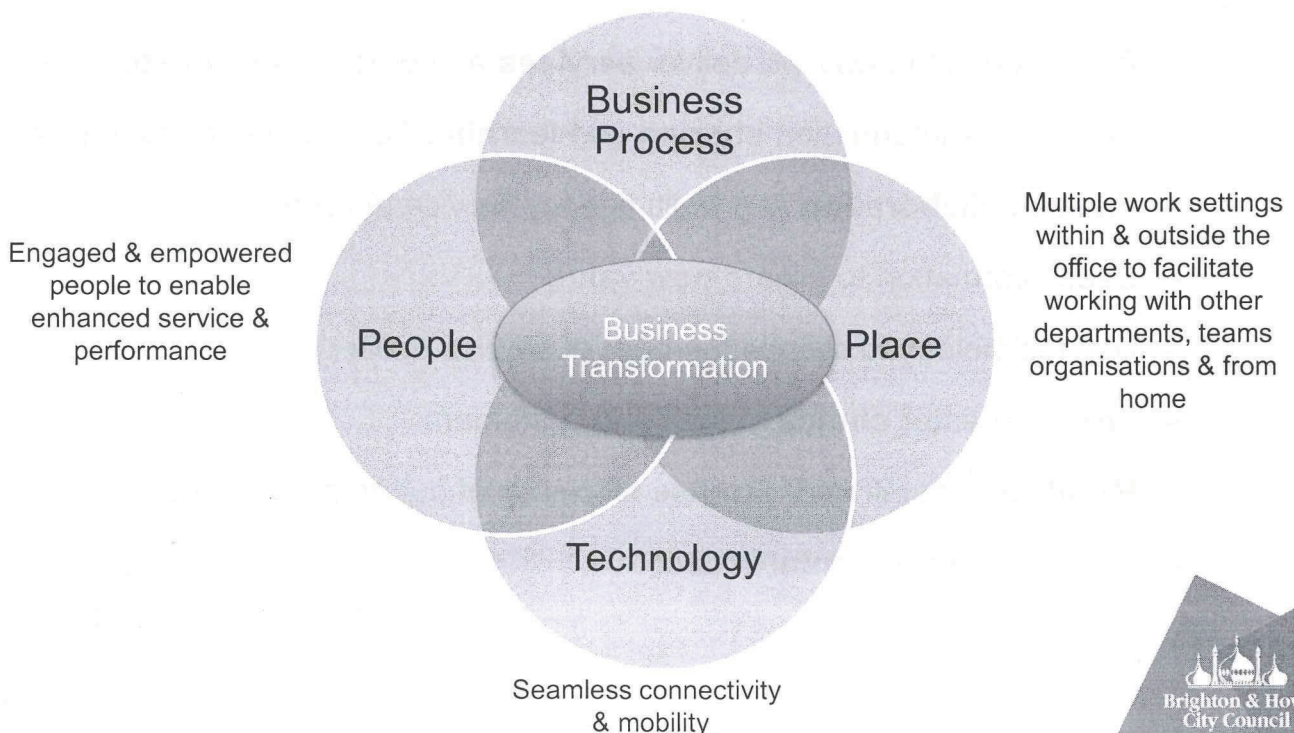 Business
Process
Engaged & empowered
people to enable
enhanced service &
performance
People
Business
Transformation
Place
Multiple work settings
within & outside the
office to facilitate
working with other
departments, teams
organisations & from
home
Technology
Seamless connectivity
& mobility
Brighton & Hov
City Council